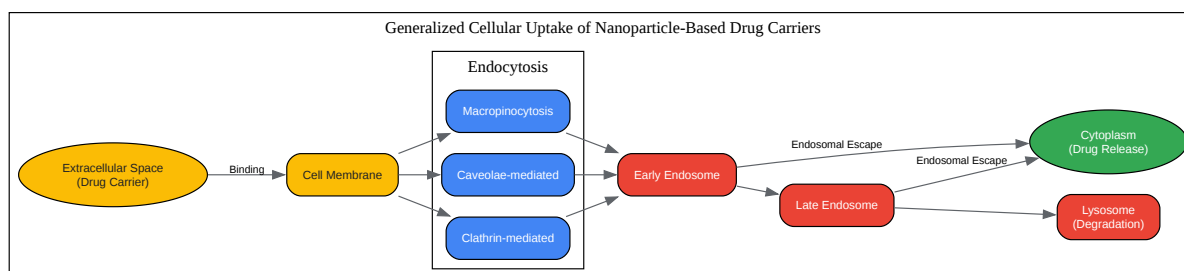 Generalized Cellular Uptake of Nanoparticle-Based Drug Carriers
Endocytosis
Macropinocytosis
Caveolae-mediated
Clathrin-mediated
Extracellular Space
(Drug Carrier)
Binding
Cell Membrane
Early Endosome
Late Endosome
Endosomal Escape
Endosomal Escape
Cytoplasm
(Drug Release)
Lysosome
(Degradation)